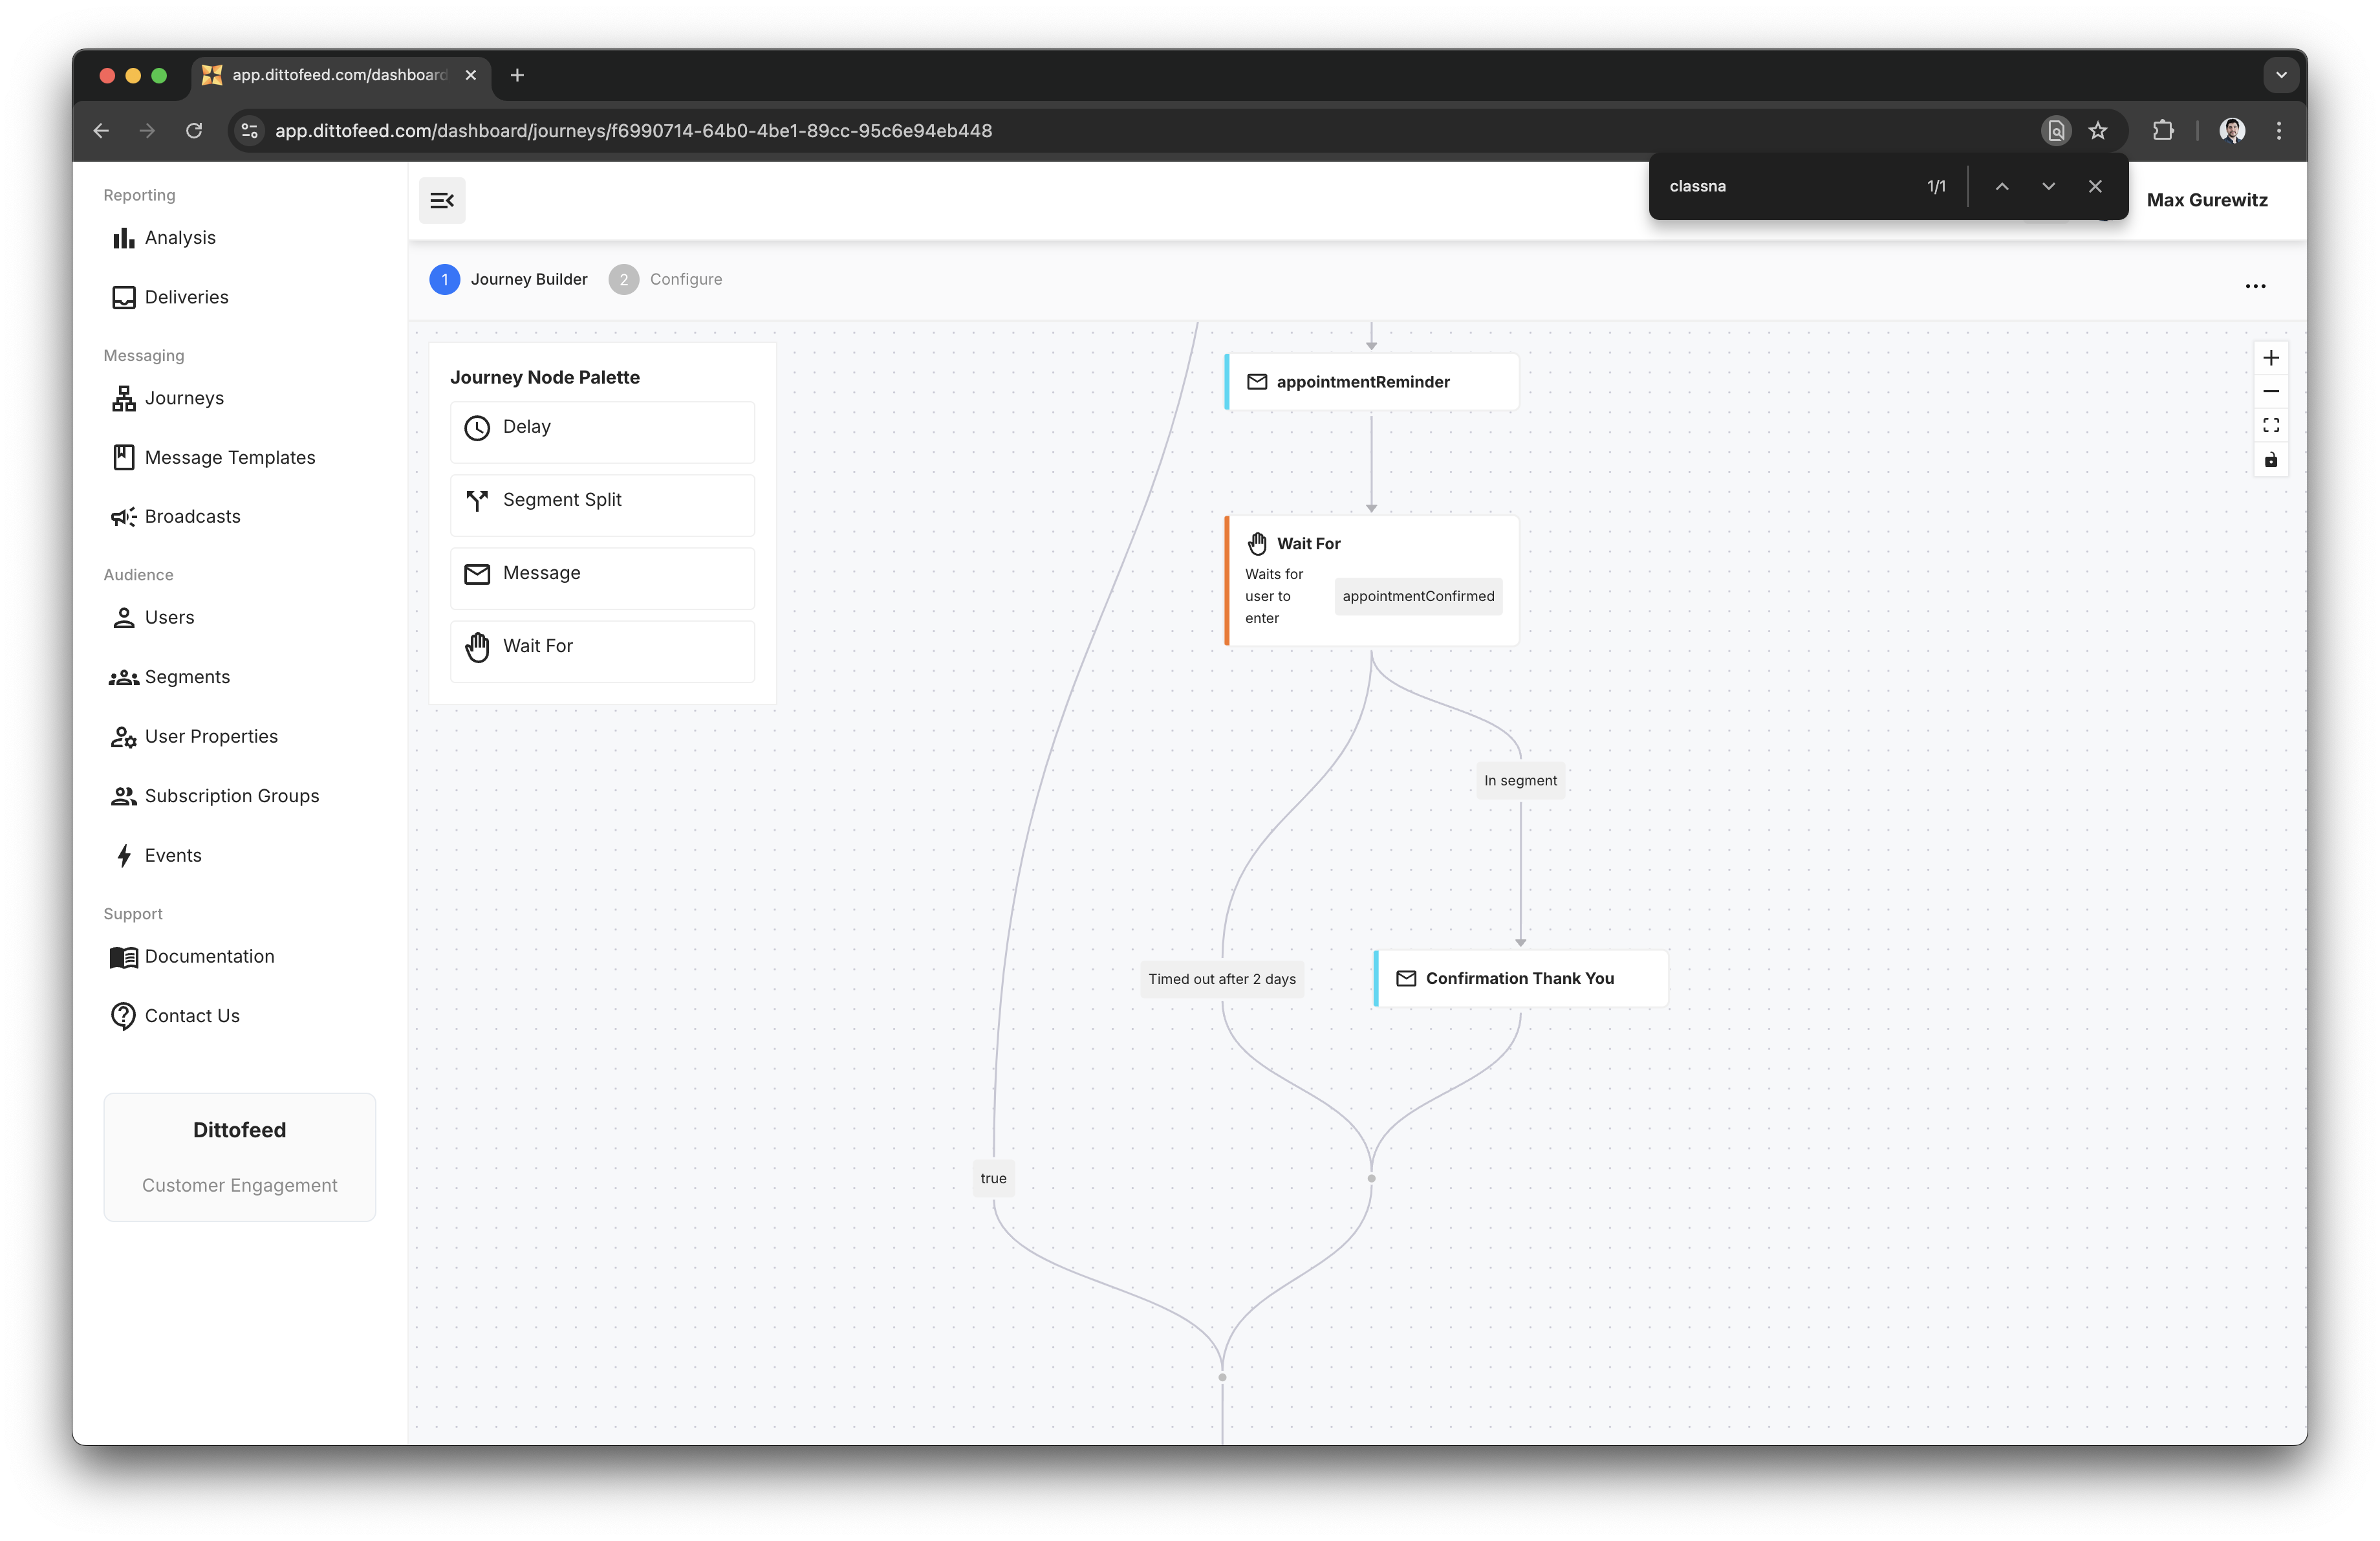 app.dittofeed.com/dashboard
app.dittofeed.com/dashboard/journeys/f6990714-64b0-4be1-89cc-95c6e94eb448
classna
1/1
Max Gurewitz
Reporting
Analysis
Deliveries
Messaging
Journeys
Message Templates
Broadcasts
Audience
Users
Segments
User Properties
Subscription Groups
Events
Support
Documentation
Contact Us
Dittofeed
Customer Engagement
1 Journey Builder
2 Configure
Journey Node Palette
Delay
Segment Split
Message
Wait For
appointmentReminder
Wait For
Waits for
user to
enter
appointmentConfirmed
In segment
Timed out after 2 days
Confirmation Thank You
true